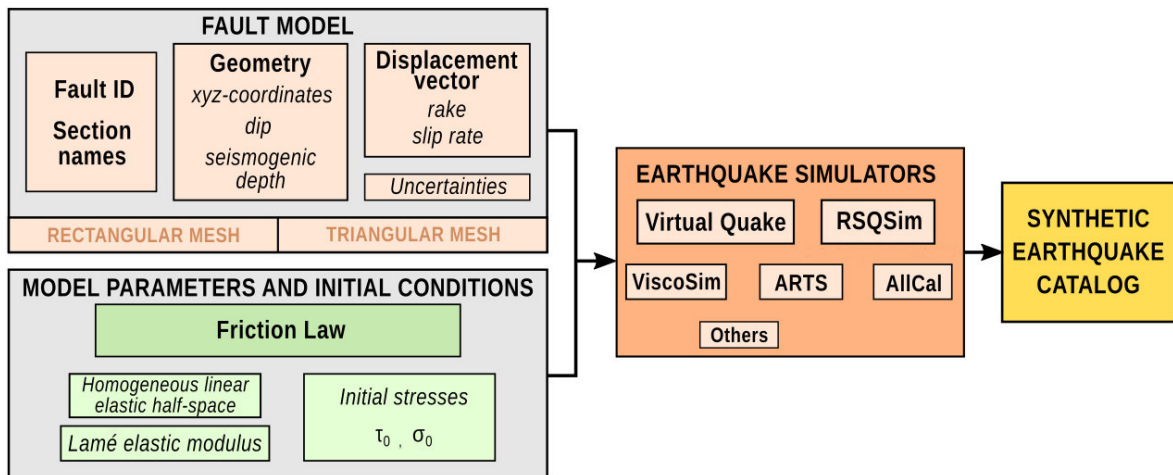 FAULT MODEL
Fault ID
Section
names
Geometry
xyz-coordinates
dip
seismogenic
depth
Displacement
vector
rake
slip rate
Uncertainties
RECTANGULAR MESH
TRIANGULAR MESH
MODEL PARAMETERS AND INITIAL CONDITIONS
Friction Law
Homogeneous linear
elastic half-space
Lamé elastic modulus
Initial stresses
τ₀ , σ₀
EARTHQUAKE SIMULATORS
Virtual Quake
RSQSim
ViscoSim
ARTS
AllCal
Others
SYNTHETIC
EARTHQUAKE
CATALOG